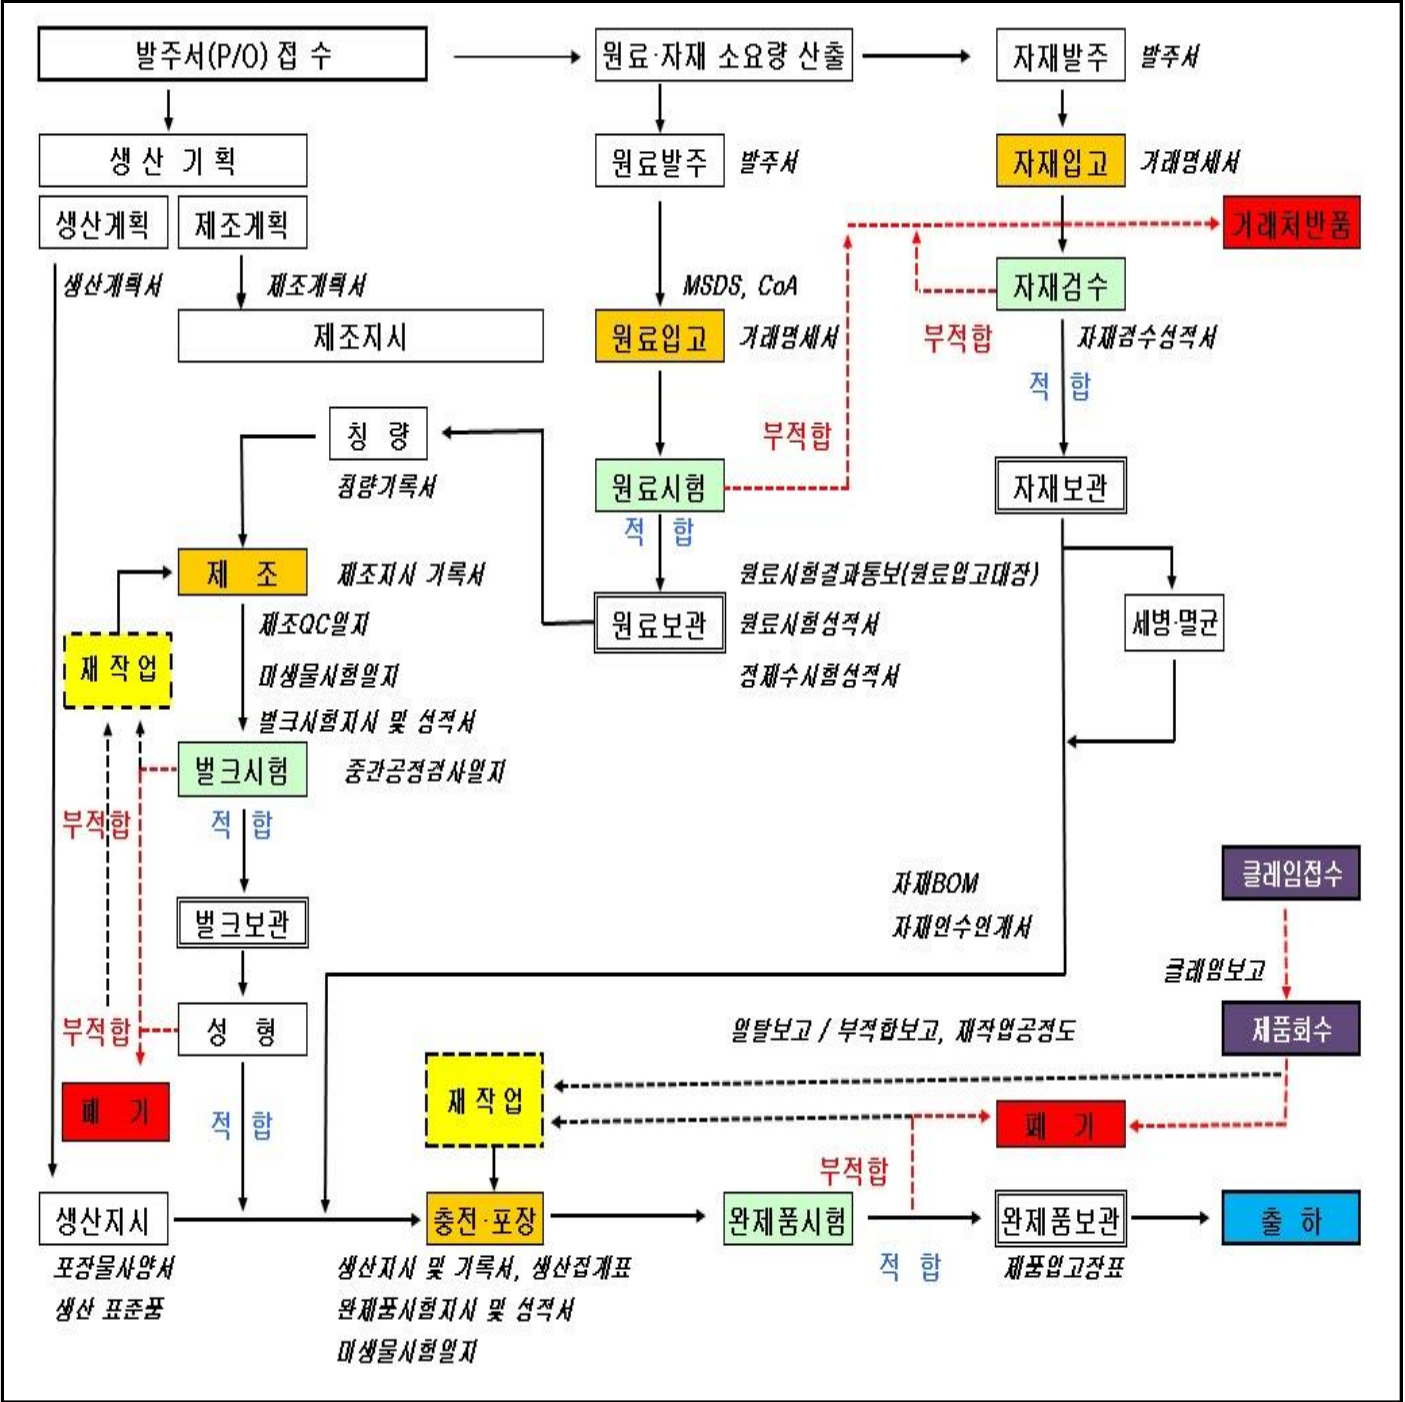 발주서(P/O) 접 수
원료·자재 소요량 산출
자재발주
발주서
생 산 기 획
원료발주
발주서
자재입고
거래명세서
생산계획
제조계획
거래처반품
생산계획서
제조계획서
MSDS, CoA
자재검수
제조지시
원료입고
거래명세서
부적합
자재검수성적서
적 합
칭 량
부적합
칭량기록서
원료시험
자재보관
적 합
제 조
제조지시 기록서
원료시험결과통보(원료입고대장)
제조QC일지
원료보관
원료시험성적서
세병·멸균
재 작 업
미생물시험일지
정제수시험성적서
벌크시험지시 및 성적서
벌크시험
중간공정검사일지
부적합
적 합
자재BOM
클레임접수
벌크보관
자재인수인계서
클레임보고
부적합
성 형
일탈보고 / 부적합보고, 재작업공정도
제품회수
폐 기
적 합
재 작 업
폐 기
부적합
생산지시
충전·포장
완제품시험
완제품보관
출 하
포장물사양서
생산지시 및 기록서, 생산집계표
적 합
제품입고장표
생산 표준품
완제품시험지시 및 성적서
미생물시험일지